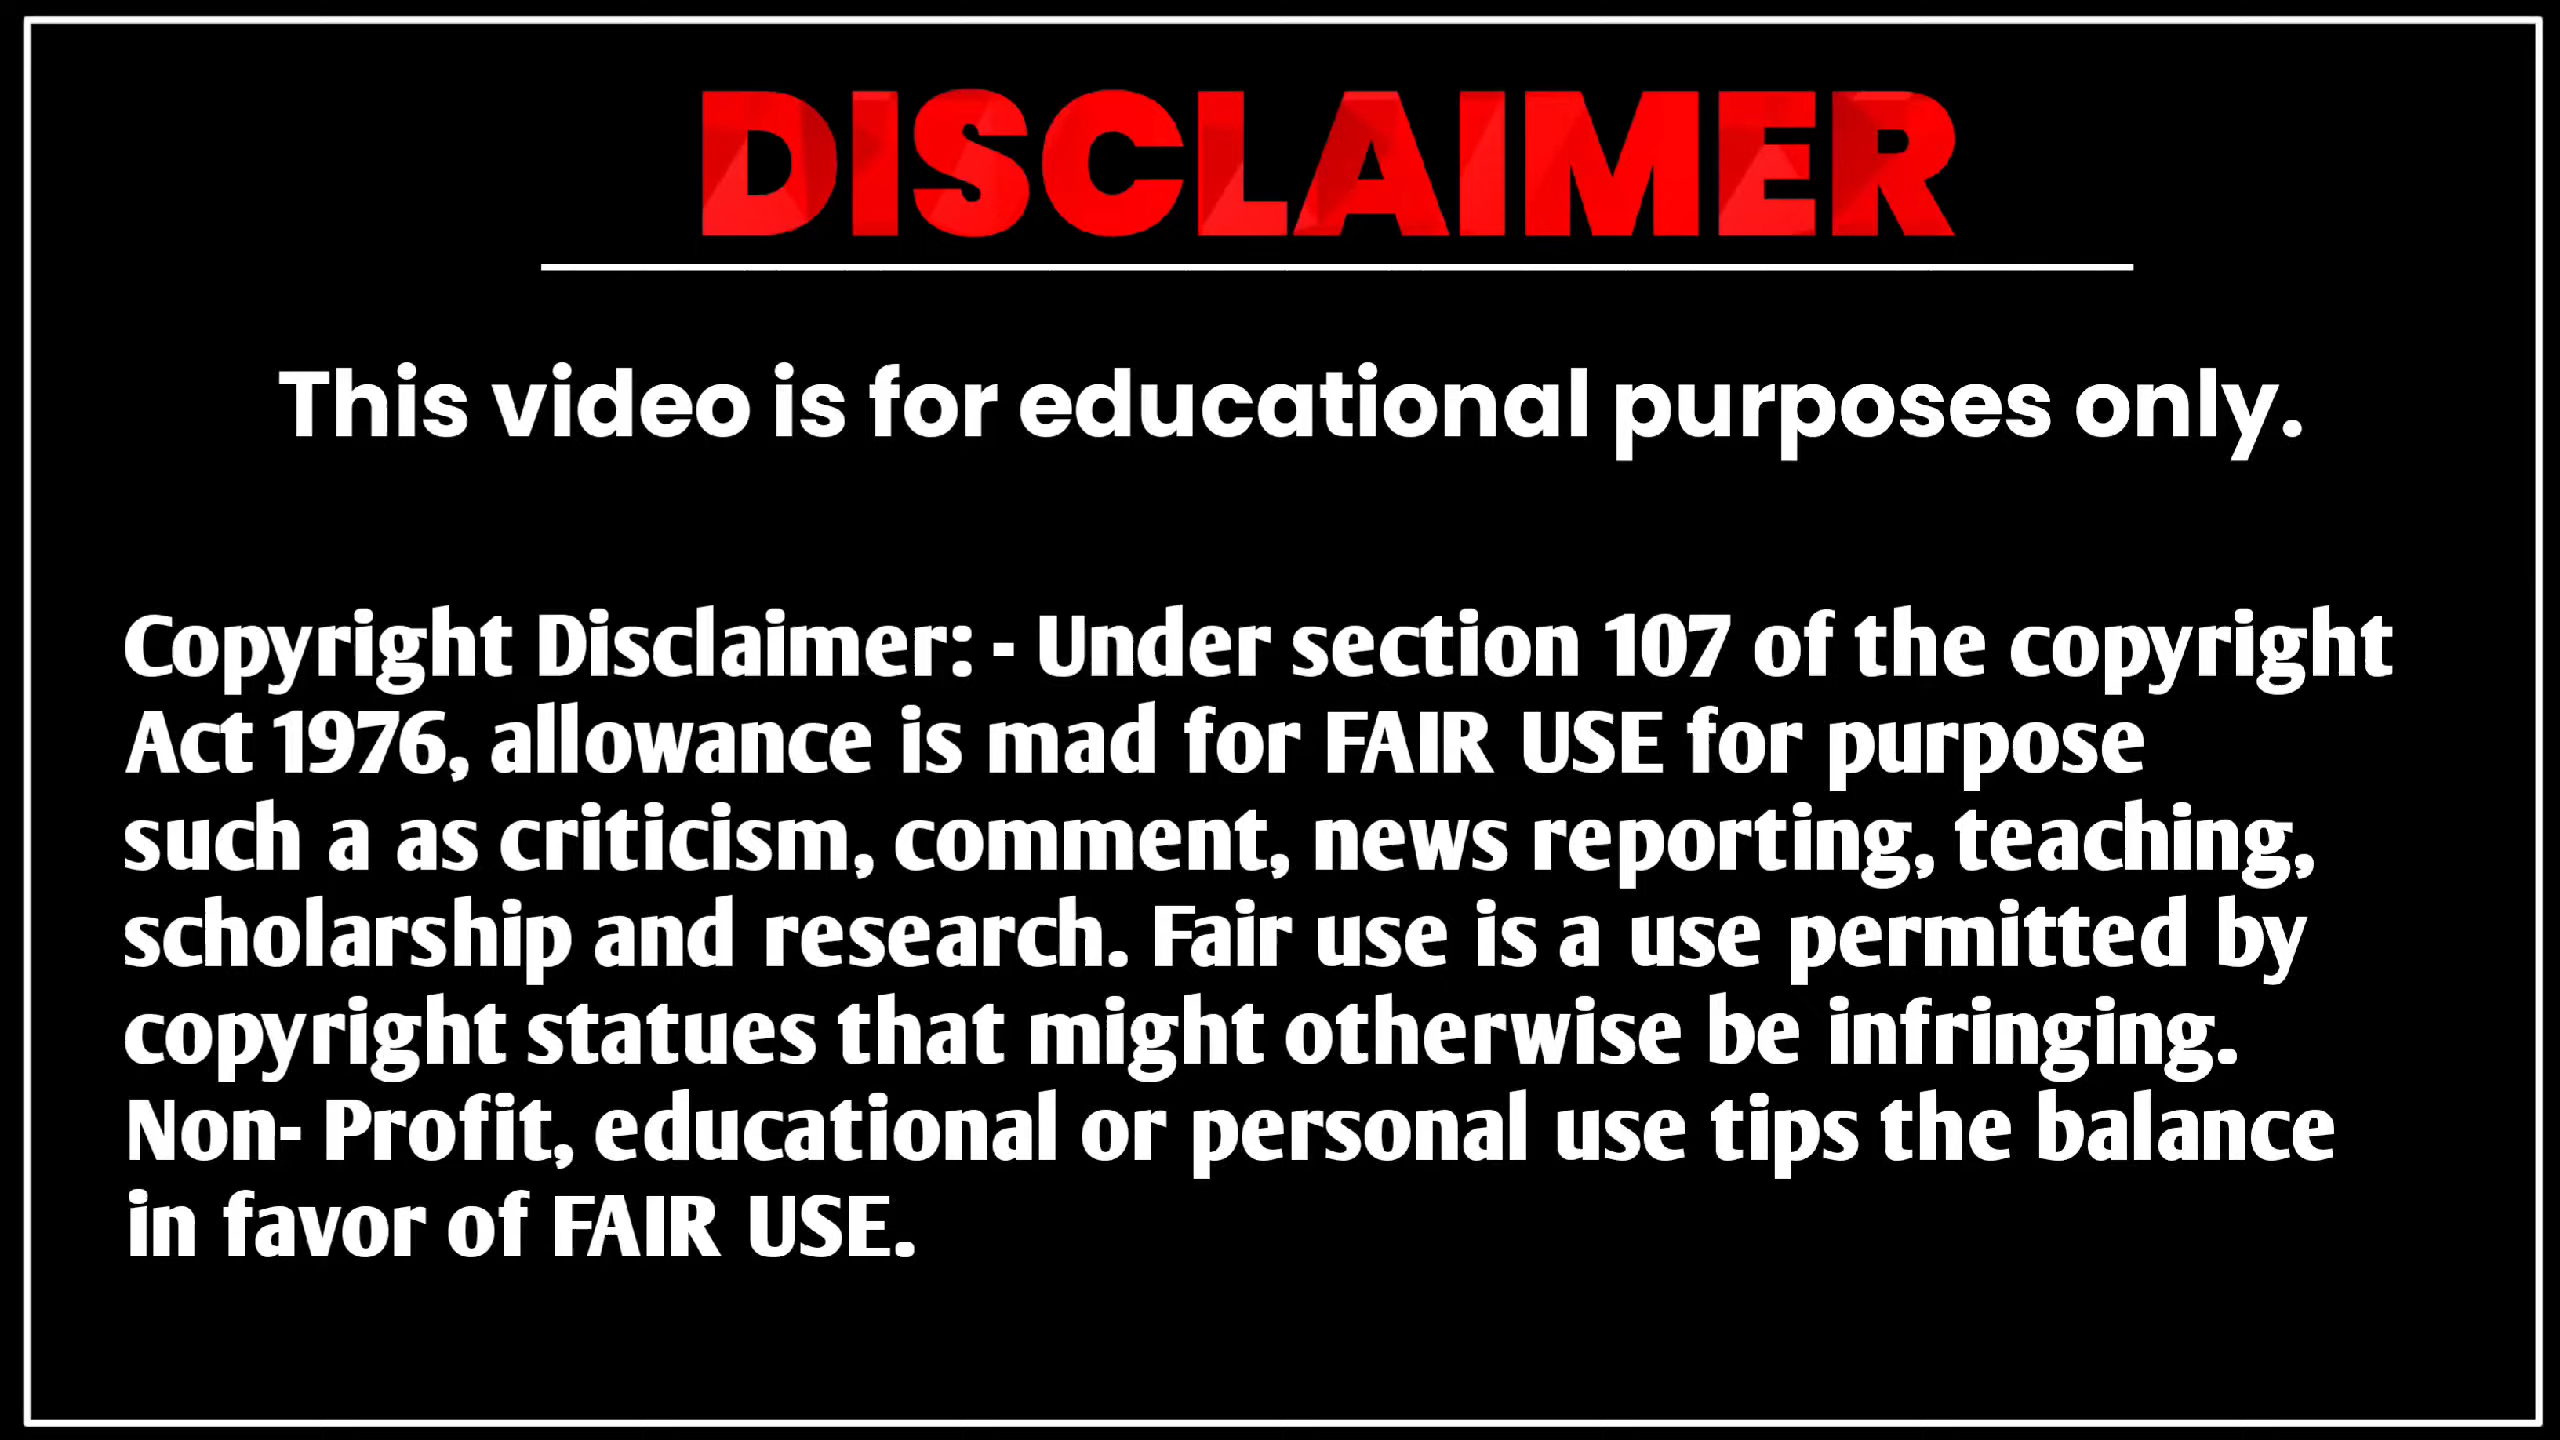 DISCLAIMER
This video is for educational purposes only.
Copyright Disclaimer: - Under section 107 of the copyright
Act 1976, allowance is mad for FAIR USE for purpose
such a as criticism, comment, news reporting, teaching,
scholarship and research. Fair use is a use permitted by
copyright statues that might otherwise be infringing.
Non- Profit, educational or personal use tips the balance
in favor of FAIR USE.